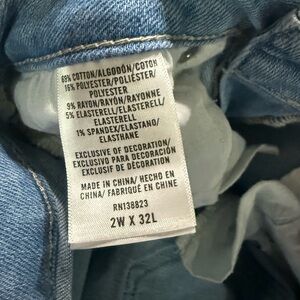 69% COTTON/ALGODÓN/COTON
16% POLYESTER/POLIÉSTER/
POLYESTER
9% RAYON/RAYÓN/RAYONNE
5% ELASTERELL/ELASTERELL/
ELASTERELL
1% SPANDEX/ELASTANO/
ELASTHANE
EXCLUSIVE OF DECORATION
EXCLUSIVO PARA DECORACIÓN
EXCLUSIF DE DECORATION
MADE IN CHINA/ HECHO EN
CHINA/ FABRIQUÉ EN CHINE
RN138823
2W X 32L